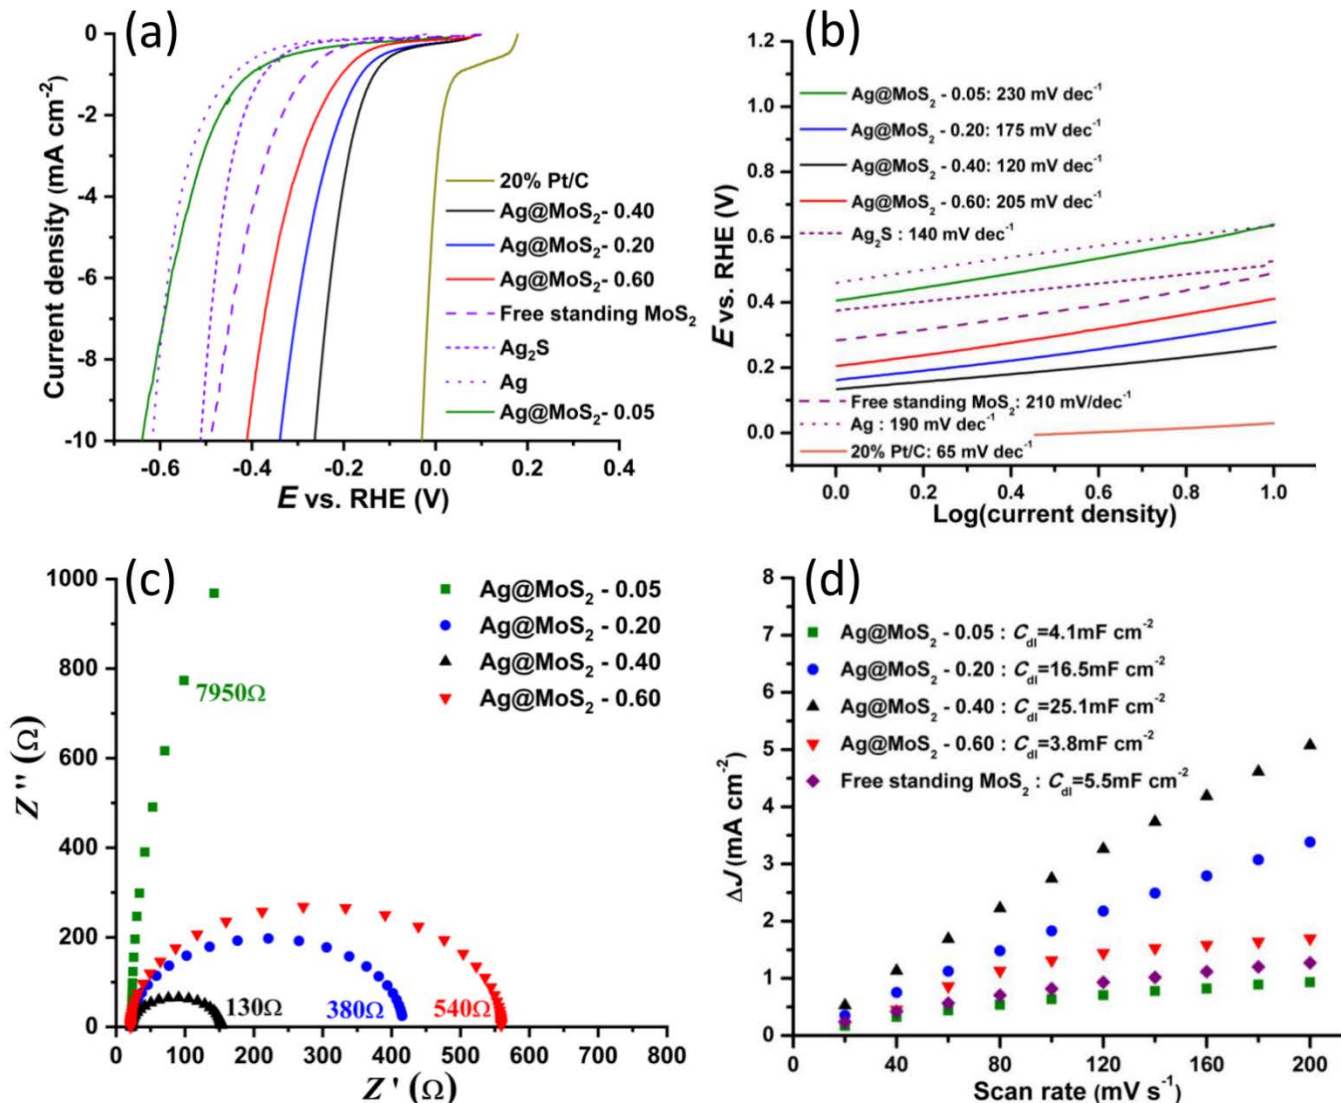 (a)
0
-2
-4
-6
-8
-10
Current density (mA cm⁻²)
20% Pt/C
Ag@MoS₂- 0.40
Ag@MoS₂- 0.20
Ag@MoS₂- 0.60
Free standing MoS₂
Ag₂S
Ag
Ag@MoS₂- 0.05
-0.6 -0.4 -0.2 0.0 0.2 0.4
E vs. RHE (V)
(b)
1.2
1.0
0.8
0.6
0.4
0.2
0.0
E vs. RHE (V)
Ag@MoS₂ - 0.05: 230 mV dec⁻¹
Ag@MoS₂ - 0.20: 175 mV dec⁻¹
Ag@MoS₂ - 0.40: 120 mV dec⁻¹
Ag@MoS₂ - 0.60: 205 mV dec⁻¹
Ag₂S : 140 mV dec⁻¹
Free standing MoS₂: 210 mV/dec⁻¹
Ag : 190 mV dec⁻¹
20% Pt/C: 65 mV dec⁻¹
0.0 0.2 0.4 0.6 0.8 1.0
Log(current density)
(c)
1000
800
600
400
200
0
Z'' (Ω)
Ag@MoS₂ - 0.05
Ag@MoS₂ - 0.20
Ag@MoS₂ - 0.40
Ag@MoS₂ - 0.60
7950Ω
130Ω 380Ω 540Ω
0 100 200 300 400 500 600 700 800
Z' (Ω)
(d)
8
7
6
5
4
3
2
1
0
ΔJ (mA cm⁻²)
Ag@MoS₂ - 0.05 : C_dl=4.1mF cm⁻²
Ag@MoS₂ - 0.20 : C_dl=16.5mF cm⁻²
Ag@MoS₂ - 0.40 : C_dl=25.1mF cm⁻²
Ag@MoS₂ - 0.60 : C_dl=3.8mF cm⁻²
Free standing MoS₂ : C_dl=5.5mF cm⁻²
0 40 80 120 160 200
Scan rate (mV s⁻¹)